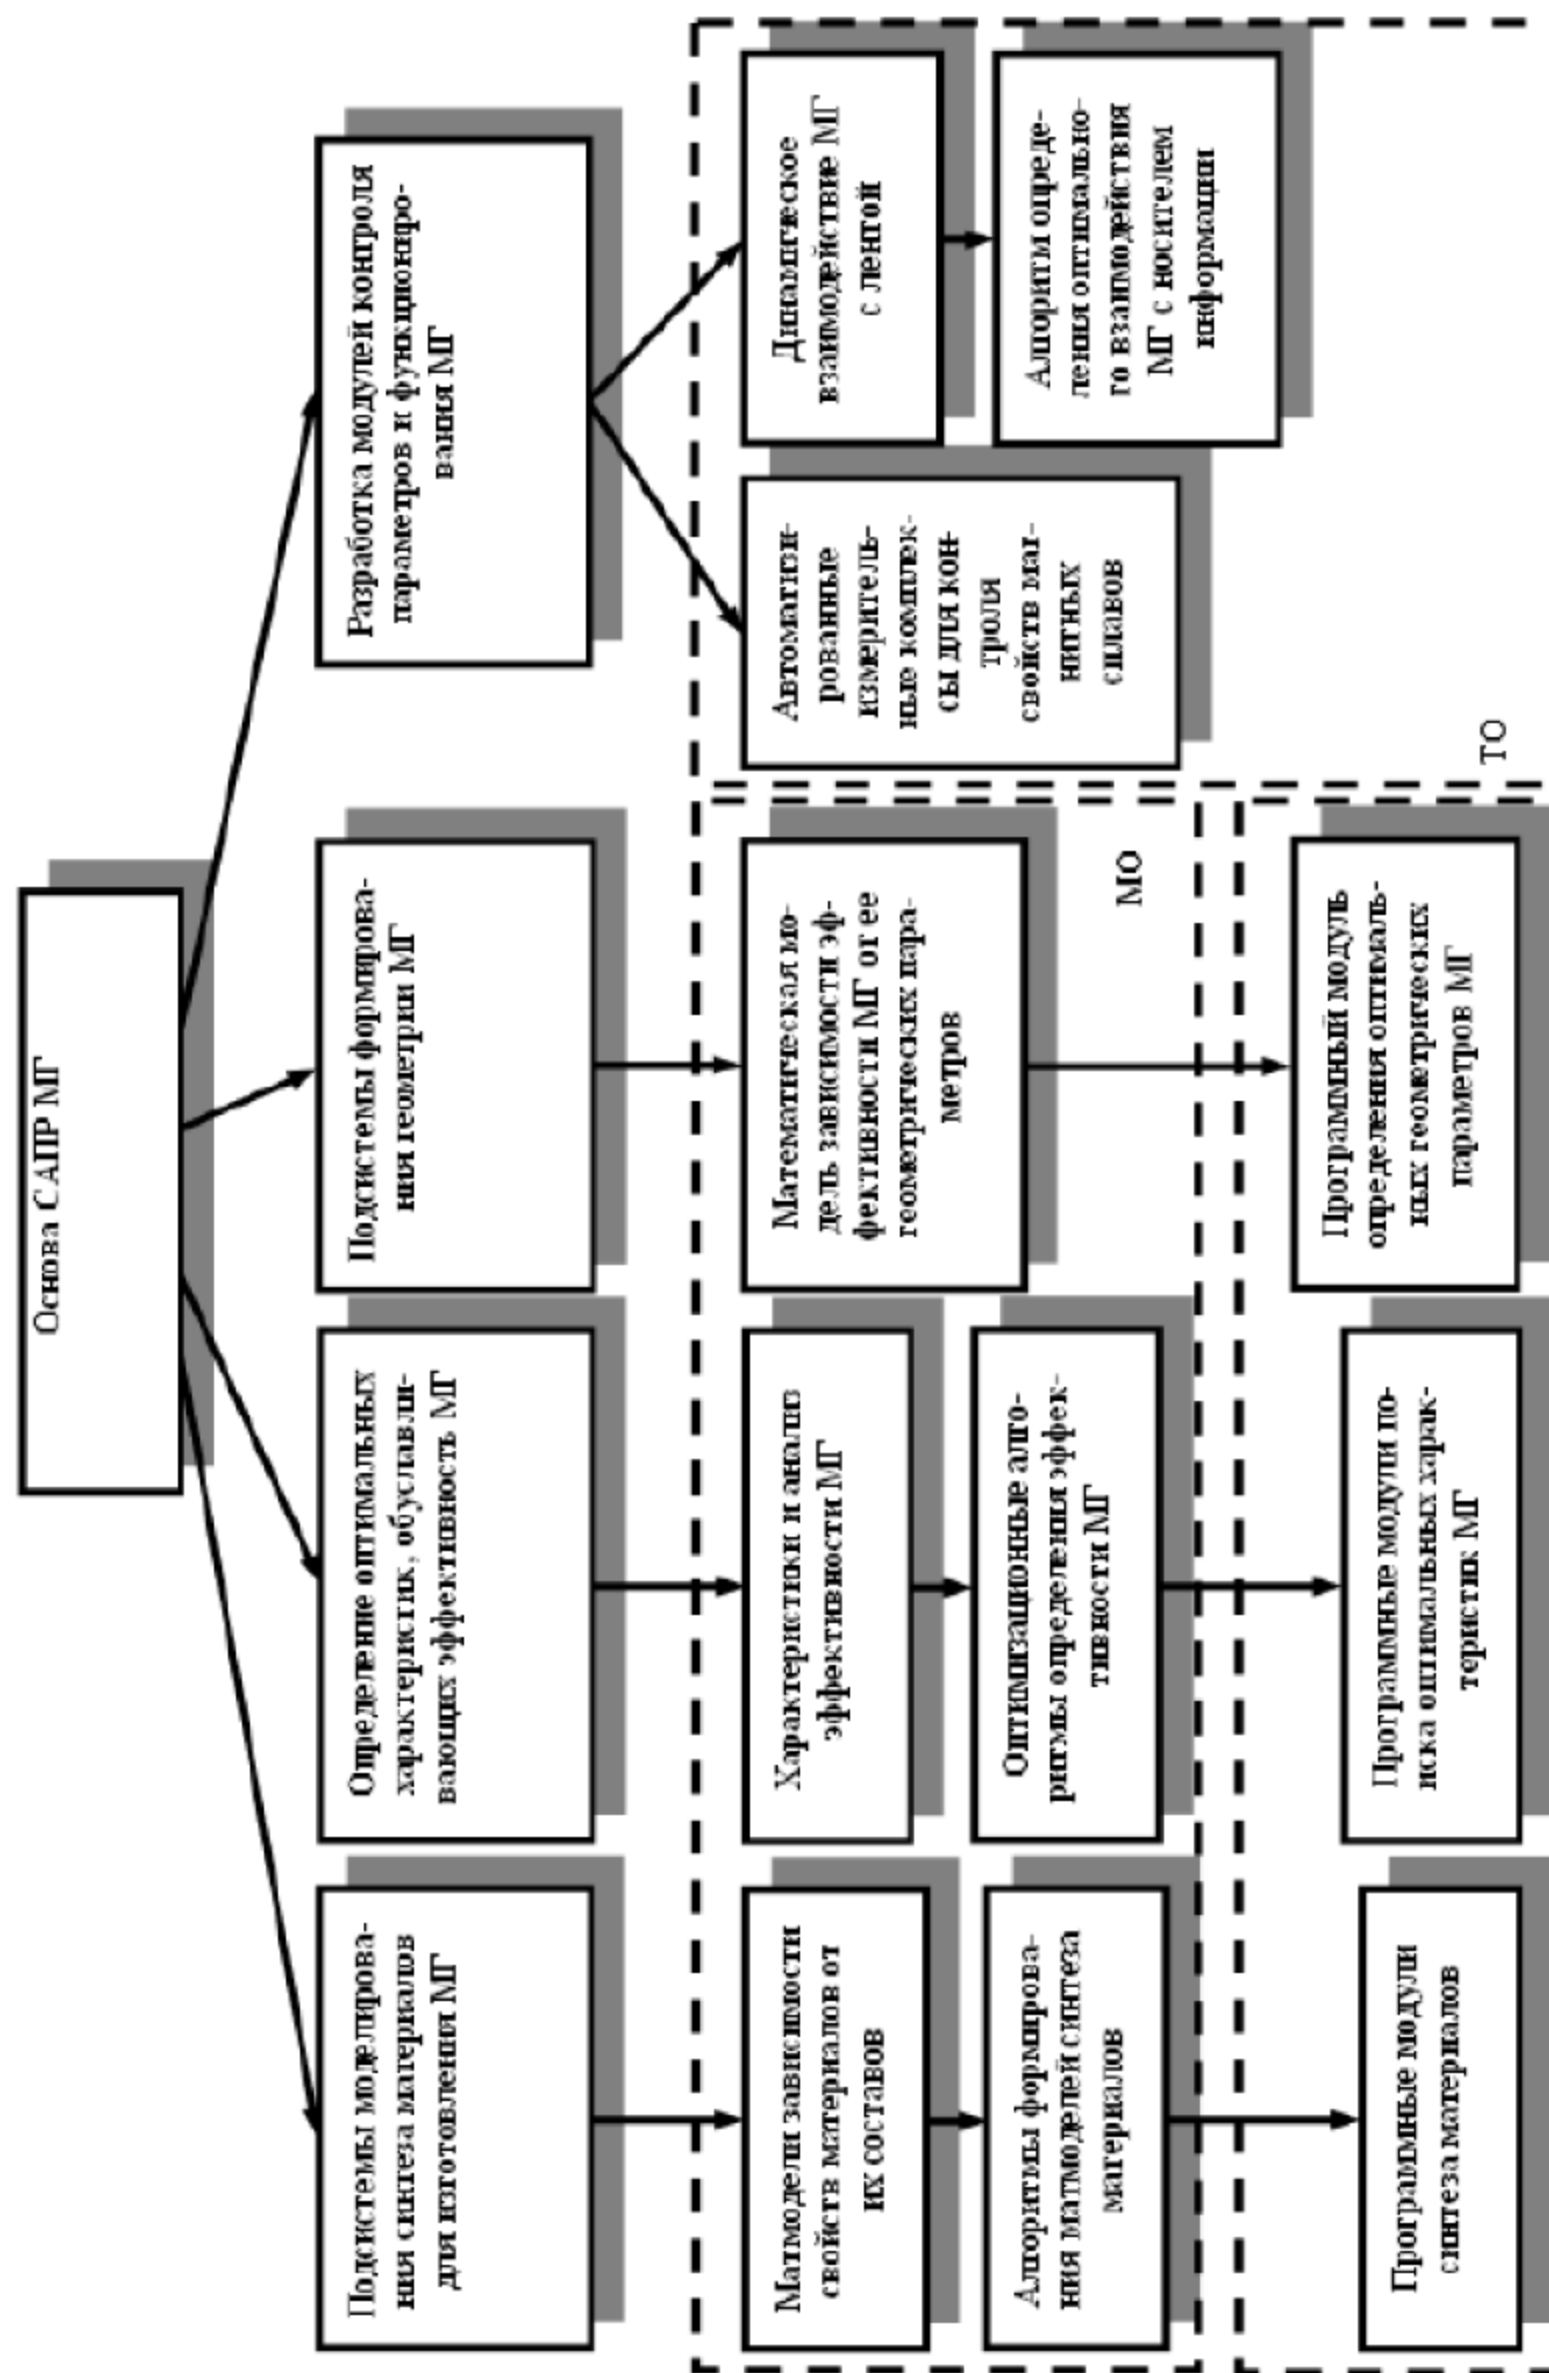 Основа САПР МГ
Подсистемы моделирова-
ния синтеза материалов
для изготовления МГ
Определение оптимальных
характеристик, обуславли-
вающих эффективность МГ
Подсистемы формирова-
ния геометрии МГ
Разработка модулей контроля
параметров и функциониро-
вания МГ
Матмодели зависимости
свойств материалов от
их составов
Характеристики и анализ
эффективности МГ
Математическая мо-
дель зависимости эф-
фективности МГ от ее
геометрических пара-
метров
Автоматизи-
рованные
измеритель-
ные комплек-
сы для кон-
троля
свойств маг-
нитных
сплавов
Динамическое
взаимодействие МГ
с лентой
Алгоритмы формирова-
ния матмоделей синтеза
материалов
Оптимизационные алго-
ритмы определения эффек-
тивности МГ
МО
Алгоритм опреде-
ления оптимально-
го взаимодействия
МГ с носителем
информации
Программные модули
синтеза материалов
Программные модули по-
иска оптимальных харак-
теристик МГ
Программный модуль
определения оптималь-
ных геометрических
параметров МГ
ТО